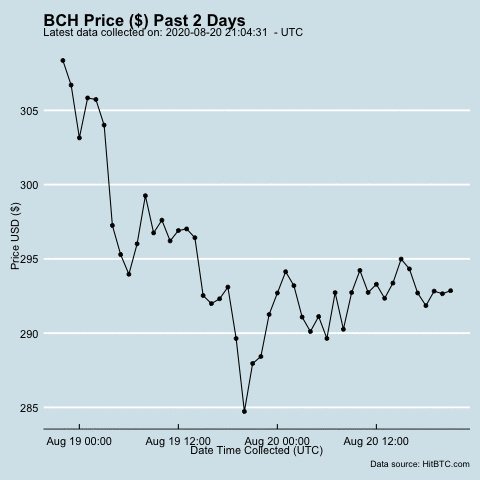 BCH Price ($) Past 2 Days
Latest data collected on: 2020-08-20 21:04:31  - UTC
Price USD ($)
305
300
295
290
285
Aug 19 00:00
Aug 19 12:00
Aug 20 00:00
Aug 20 12:00
Date Time Collected (UTC)
Data source: HitBTC.com